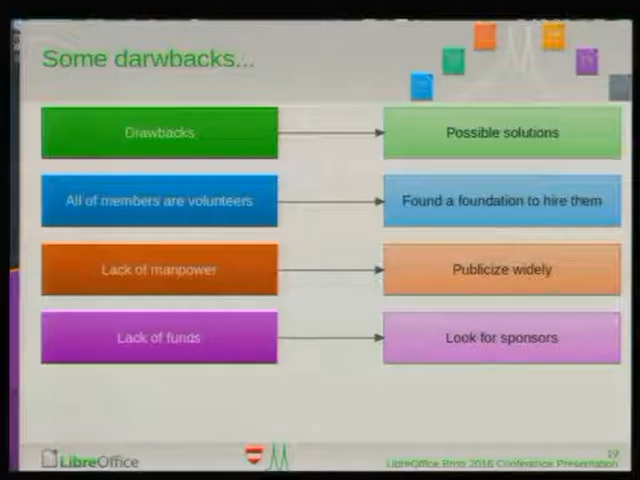 Some darwbacks...
Drawbacks
Possible solutions
All of members are volunteers
Found a foundation to hire them
Lack of manpower
Publicize widely
Lack of funds
Look for sponsors
19
LibreOffice
LibreOffice Brno 2016 Conference Presentation